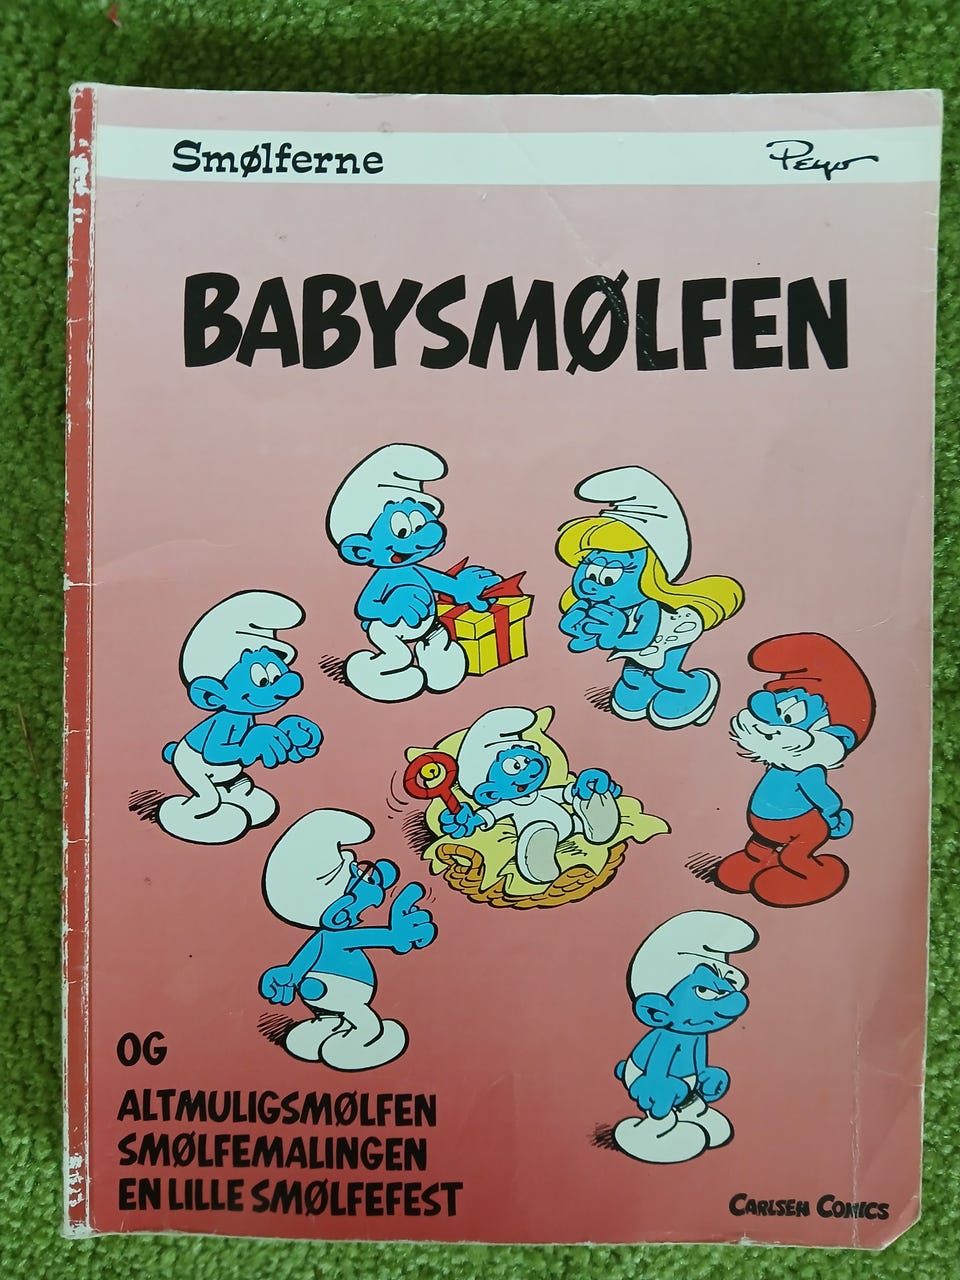 Smølferne
Peyo
BABYSMØLFEN
OG
ALTMULIGSMØLFEN
SMØLFEMALINGEN
EN LILLE SMØLFEFEST
CARLSEN COMICS